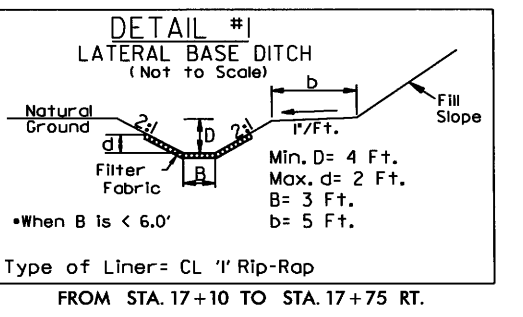 DETAIL #1
LATERAL BASE DITCH
(Not to Scale)
b
Natural
Ground
2:1
D
2:1
1"/Ft.
Fill
Slope
d
Filter
Fabric
B
Min. D= 4 Ft.
Max. d= 2 Ft.
B= 3 Ft.
b= 5 Ft.
•When B is < 6.0'
Type of Liner= CL 'I' Rip-Rap
FROM STA. 17+10 TO STA. 17+75 RT.